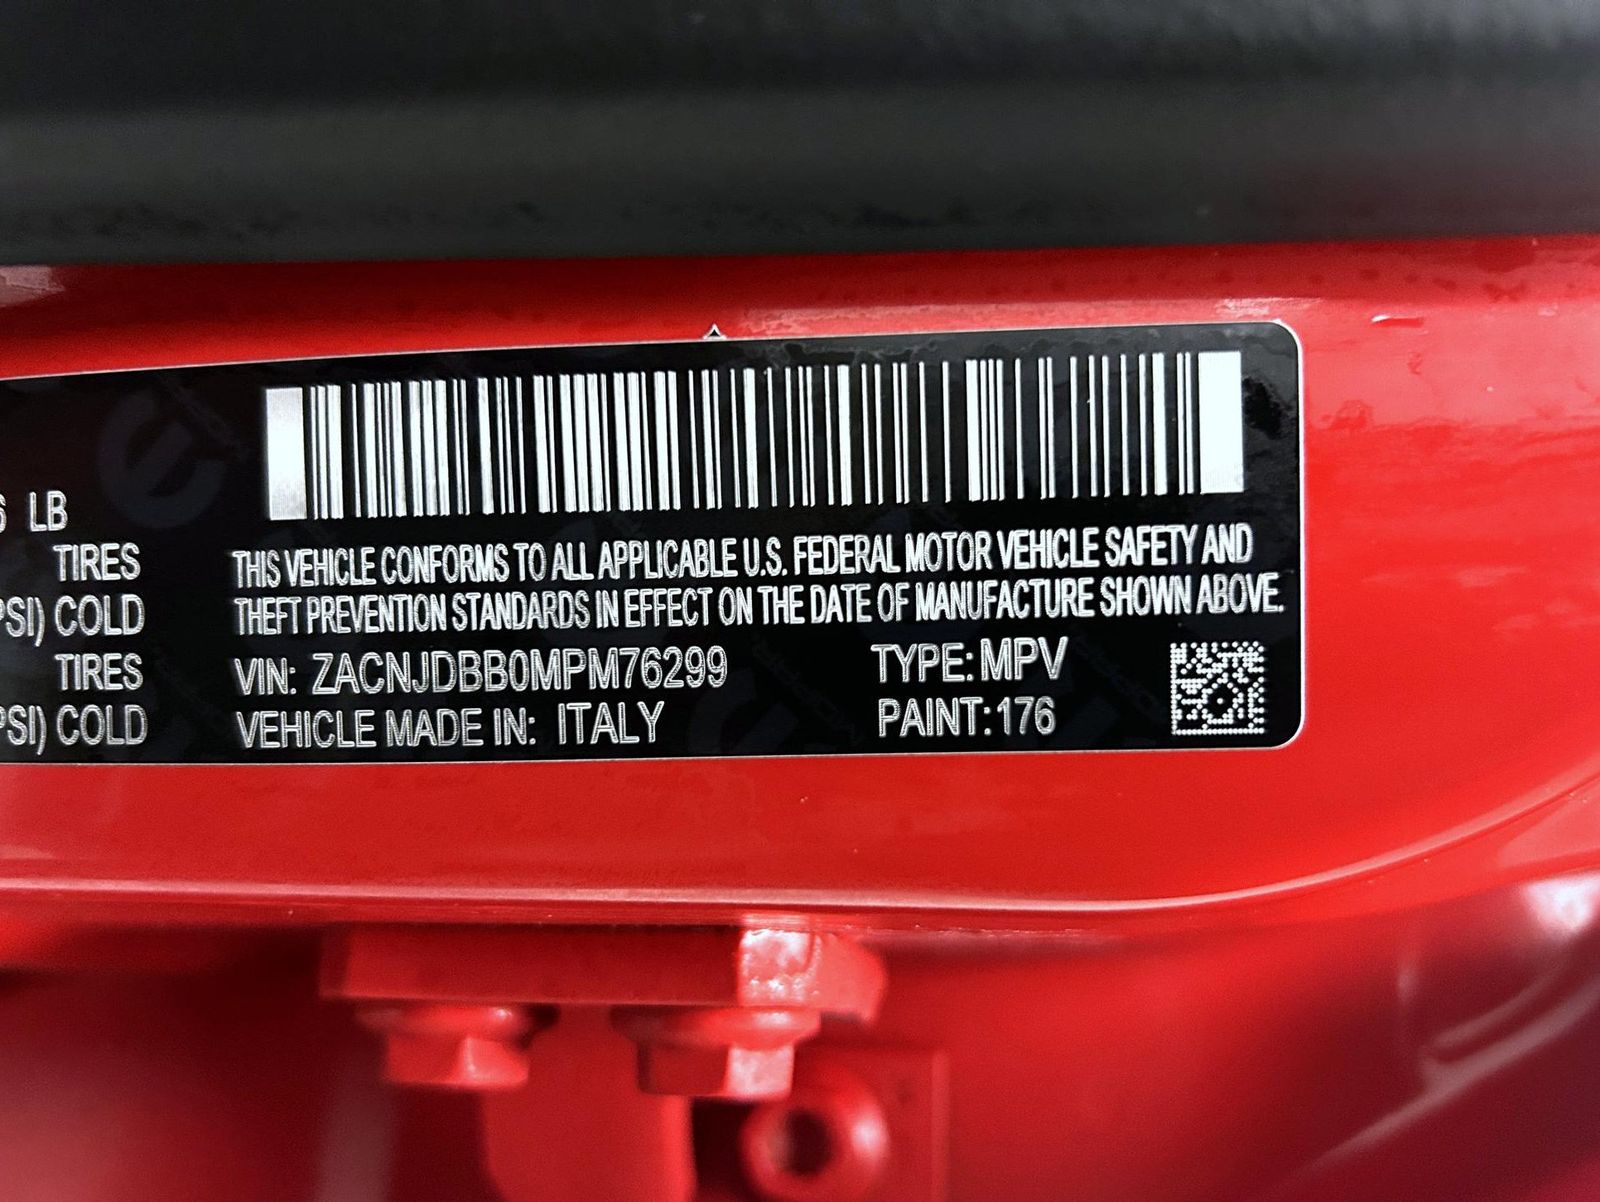 LB
TIRES
PSI) COLD
TIRES
PSI) COLD
THIS VEHICLE CONFORMS TO ALL APPLICABLE U.S. FEDERAL MOTOR VEHICLE SAFETY AND
THEFT PREVENTION STANDARDS IN EFFECT ON THE DATE OF MANUFACTURE SHOWN ABOVE.
VIN: ZACNJDBB0MPM76299 TYPE: MPV
VEHICLE MADE IN: ITALY PAINT: 176